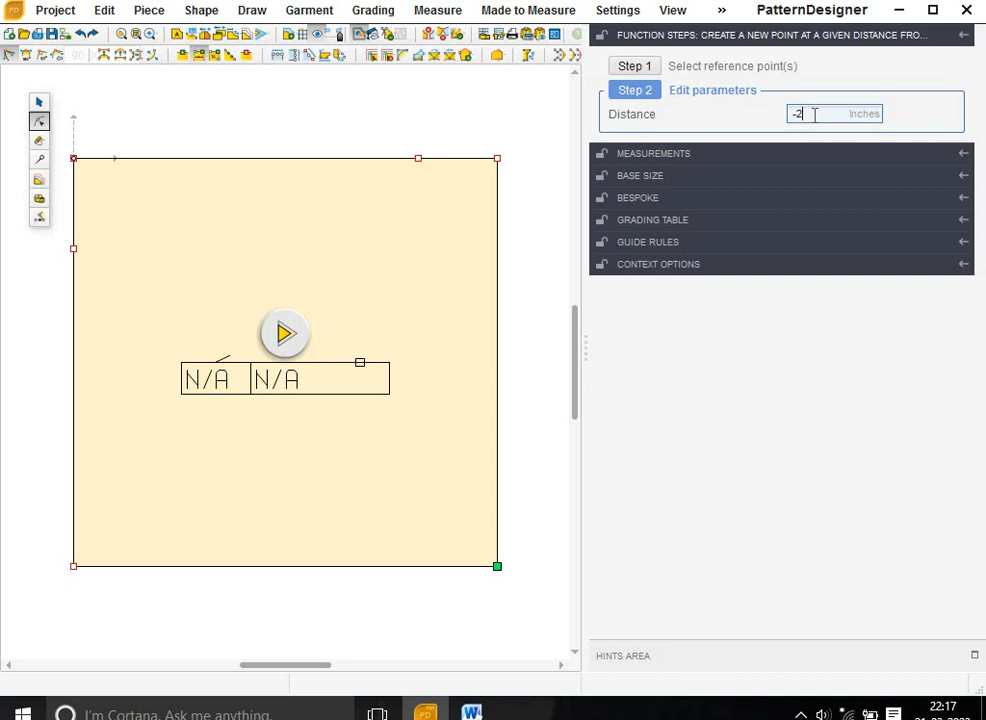 Project Edit Piece Shape Draw Garment Grading Measure Made to Measure Settings View » PatternDesigner
FUNCTION STEPS: CREATE A NEW POINT AT A GIVEN DISTANCE FRO...
Step 1 Select reference point(s)
Step 2 Edit parameters
Distance -2 Inches
MEASUREMENTS
BASE SIZE
BESPOKE
GRADING TABLE
GUIDE RULES
CONTEXT OPTIONS
N/A N/A
HINTS AREA
I'm Cortana. Ask me anything.
22:17